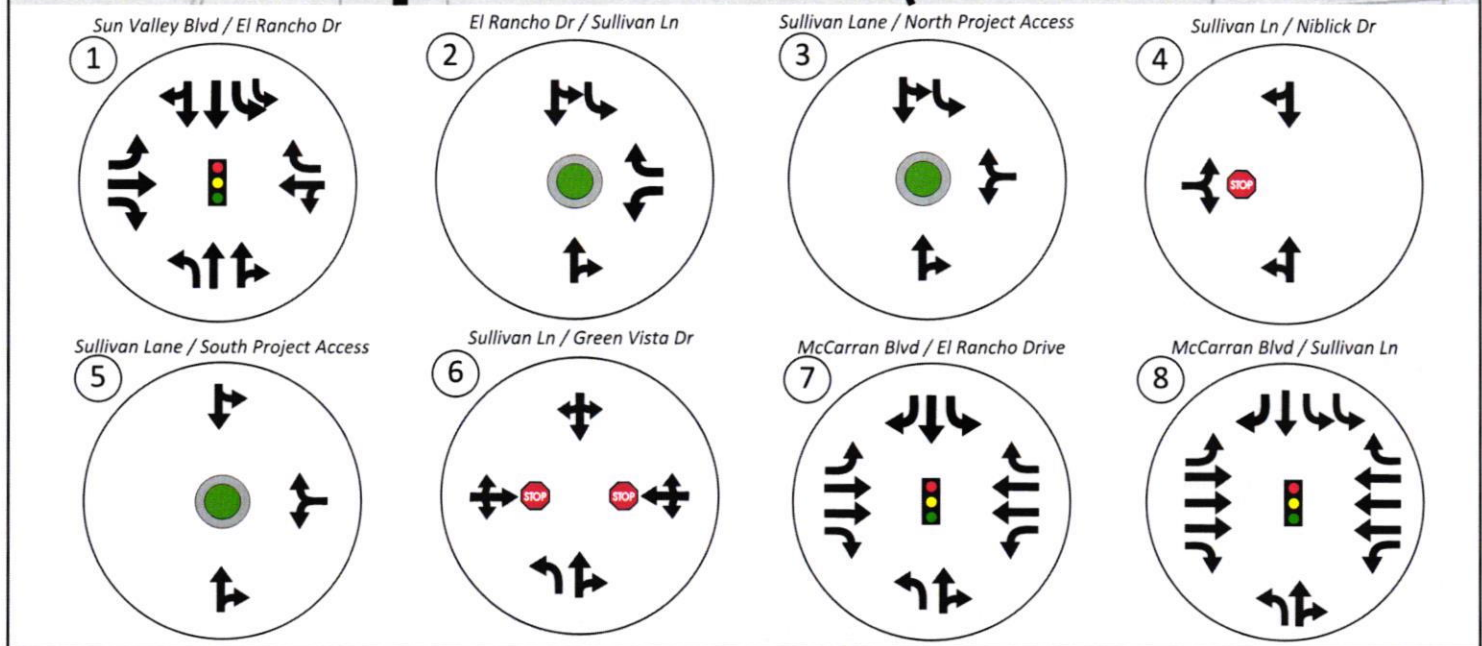 Sun Valley Blvd / El Rancho Dr
1
El Rancho Dr / Sullivan Ln
2
Sullivan Lane / North Project Access
3
Sullivan Ln / Niblick Dr
4
STOP
Sullivan Lane / South Project Access
5
Sullivan Ln / Green Vista Dr
6
STOP STOP
McCarran Blvd / El Rancho Drive
7
McCarran Blvd / Sullivan Ln
8